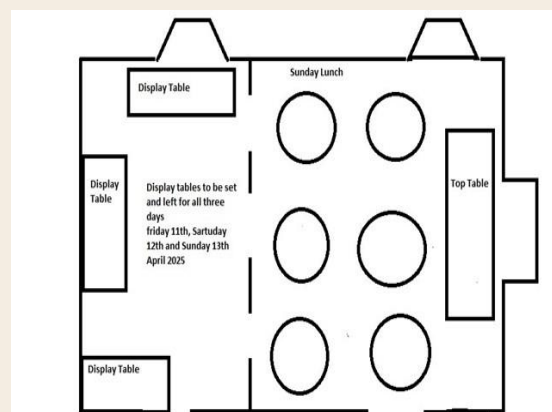 Sunday Lunch
Display Table
Display
Table
Display tables to be set
and left for all three
days
friday 11th, Sartuday
12th and Sunday 13th
April 2025
Top Table
Display Table